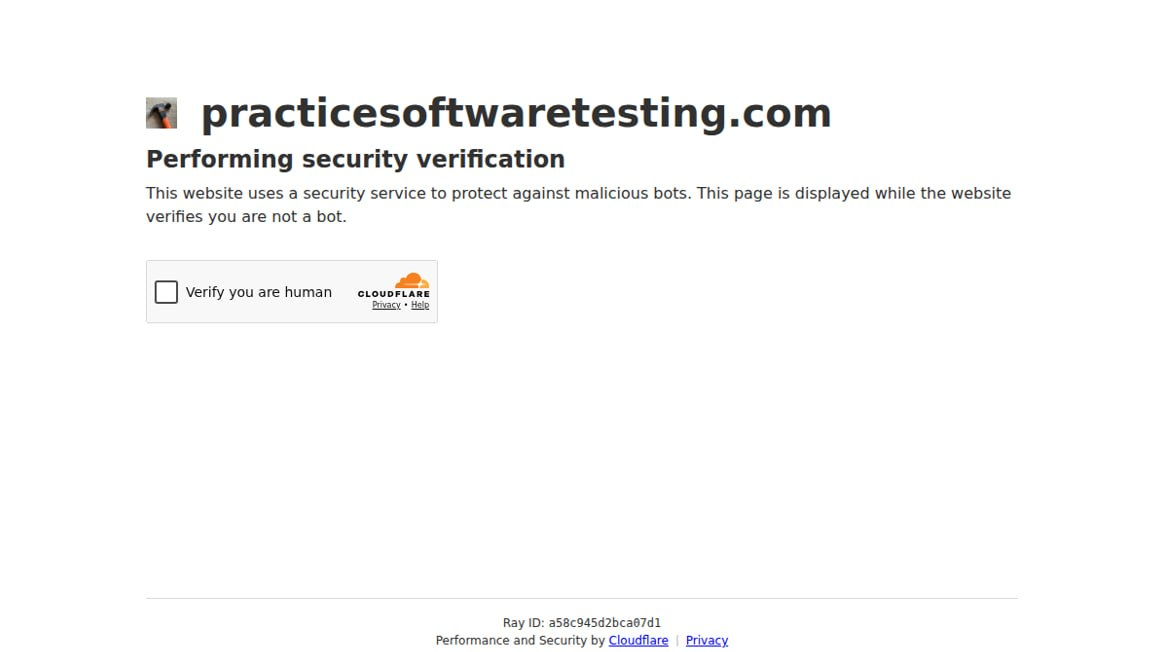 practicesoftwaretesting.com
Performing security verification
This website uses a security service to protect against malicious bots. This page is displayed while the website
verifies you are not a bot.
Verify you are human
CLOUDFLARE
Privacy • Help
Ray ID: a58c945d2bca07d1
Performance and Security by Cloudflare | Privacy